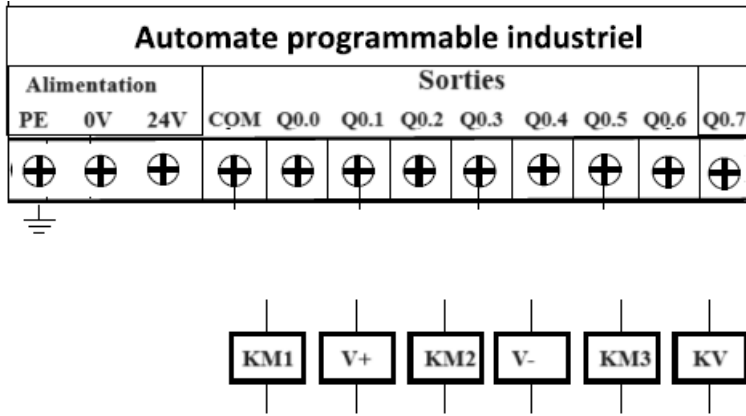 Automate programmable industriel
Alimentation Sorties
PE 0V 24V COM Q0.0 Q0.1 Q0.2 Q0.3 Q0.4 Q0.5 Q0.6 Q0.7
KM1 V+ KM2 V- KM3 KV